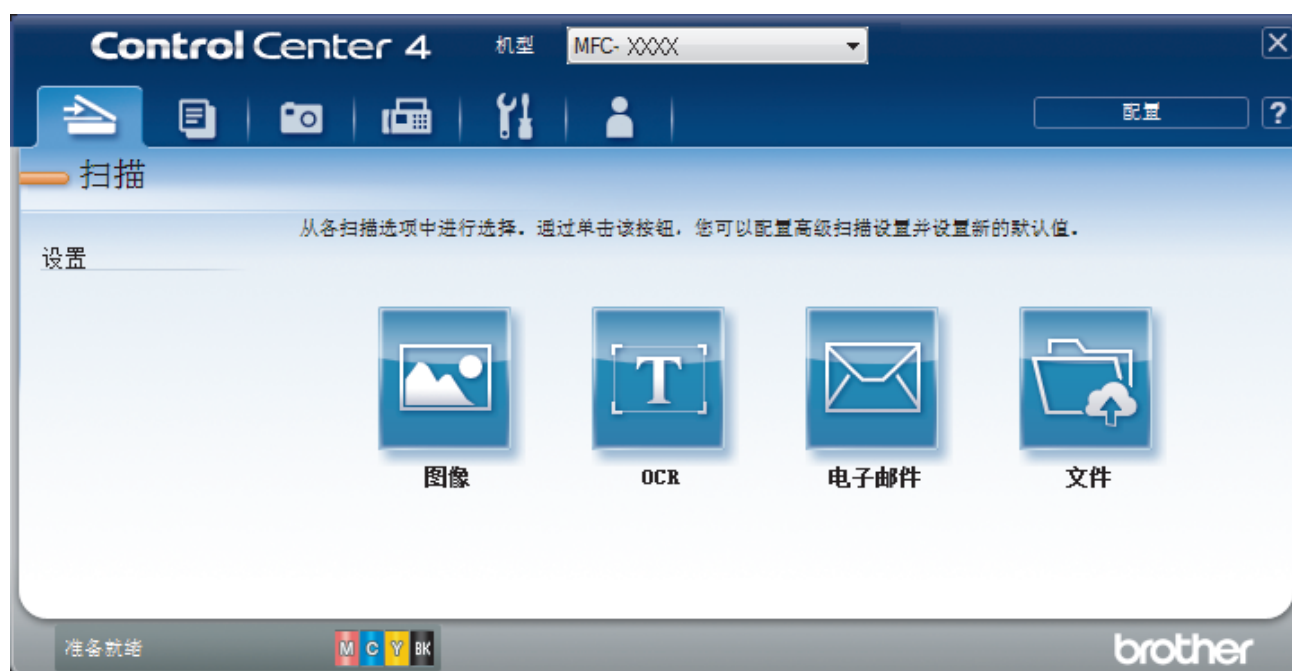 Control Center 4 机型 MFC- XXXX
配置 ?
扫描
从各扫描选项中进行选择。通过单击该按钮，您可以配置高级扫描设置并设置新的默认值。
设置
T
图像 OCR 电子邮件 文件
准备就绪 M C Y BK brother